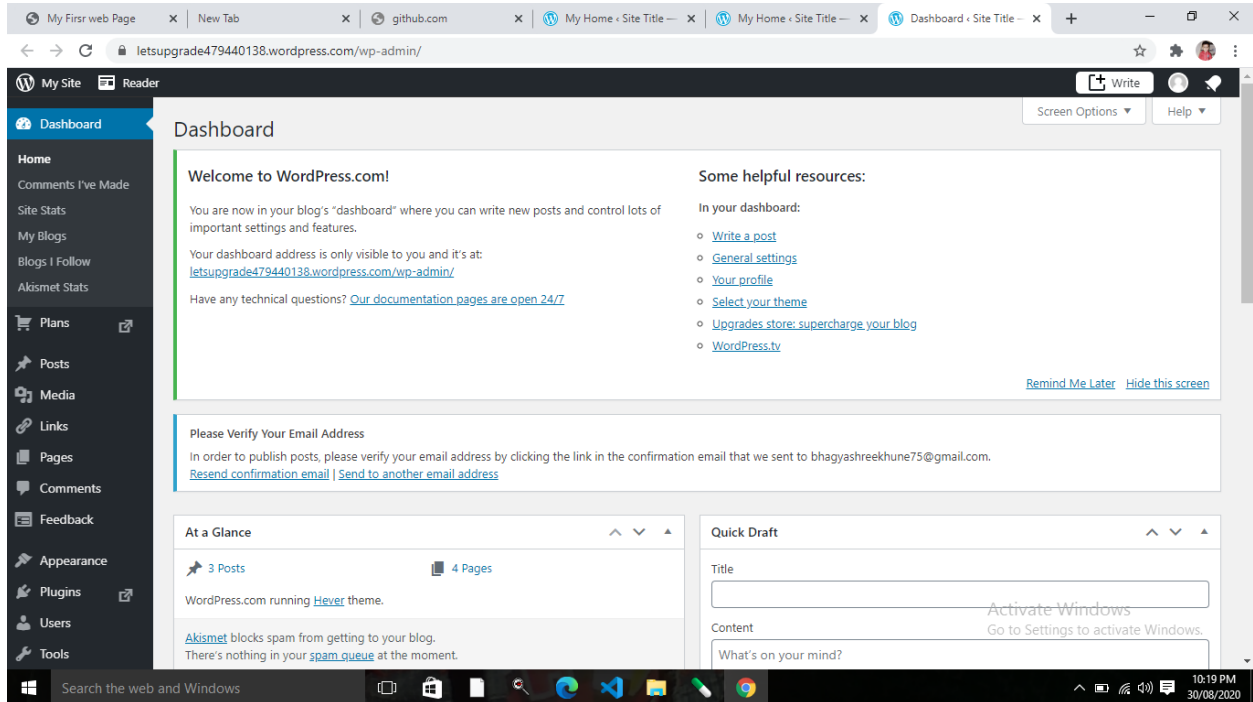 My Firsr web Page
New Tab
github.com
My Home ‹ Site Title —
My Home ‹ Site Title —
Dashboard ‹ Site Title –
letsupgrade479440138.wordpress.com/wp-admin/
My Site
Reader
Write
Screen Options
Help
Dashboard
Home
Comments I've Made
Site Stats
My Blogs
Blogs I Follow
Akismet Stats
Plans
Posts
Media
Links
Pages
Comments
Feedback
Appearance
Plugins
Users
Tools
Dashboard
Welcome to WordPress.com!
You are now in your blog's “dashboard” where you can write new posts and control lots of
important settings and features.
Your dashboard address is only visible to you and it's at:
letsupgrade479440138.wordpress.com/wp-admin/
Have any technical questions? Our documentation pages are open 24/7
Some helpful resources:
In your dashboard:
Write a post
General settings
Your profile
Select your theme
Upgrades store: supercharge your blog
WordPress.tv
Remind Me Later
Hide this screen
Please Verify Your Email Address
In order to publish posts, please verify your email address by clicking the link in the confirmation email that we sent to bhagyashreekhune75@gmail.com.
Resend confirmation email | Send to another email address
At a Glance
3 Posts
4 Pages
WordPress.com running Hever theme.
Akismet blocks spam from getting to your blog.
There's nothing in your spam queue at the moment.
Quick Draft
Title
Content
What's on your mind?
Activate Windows
Go to Settings to activate Windows.
Search the web and Windows
10:19 PM
30/08/2020